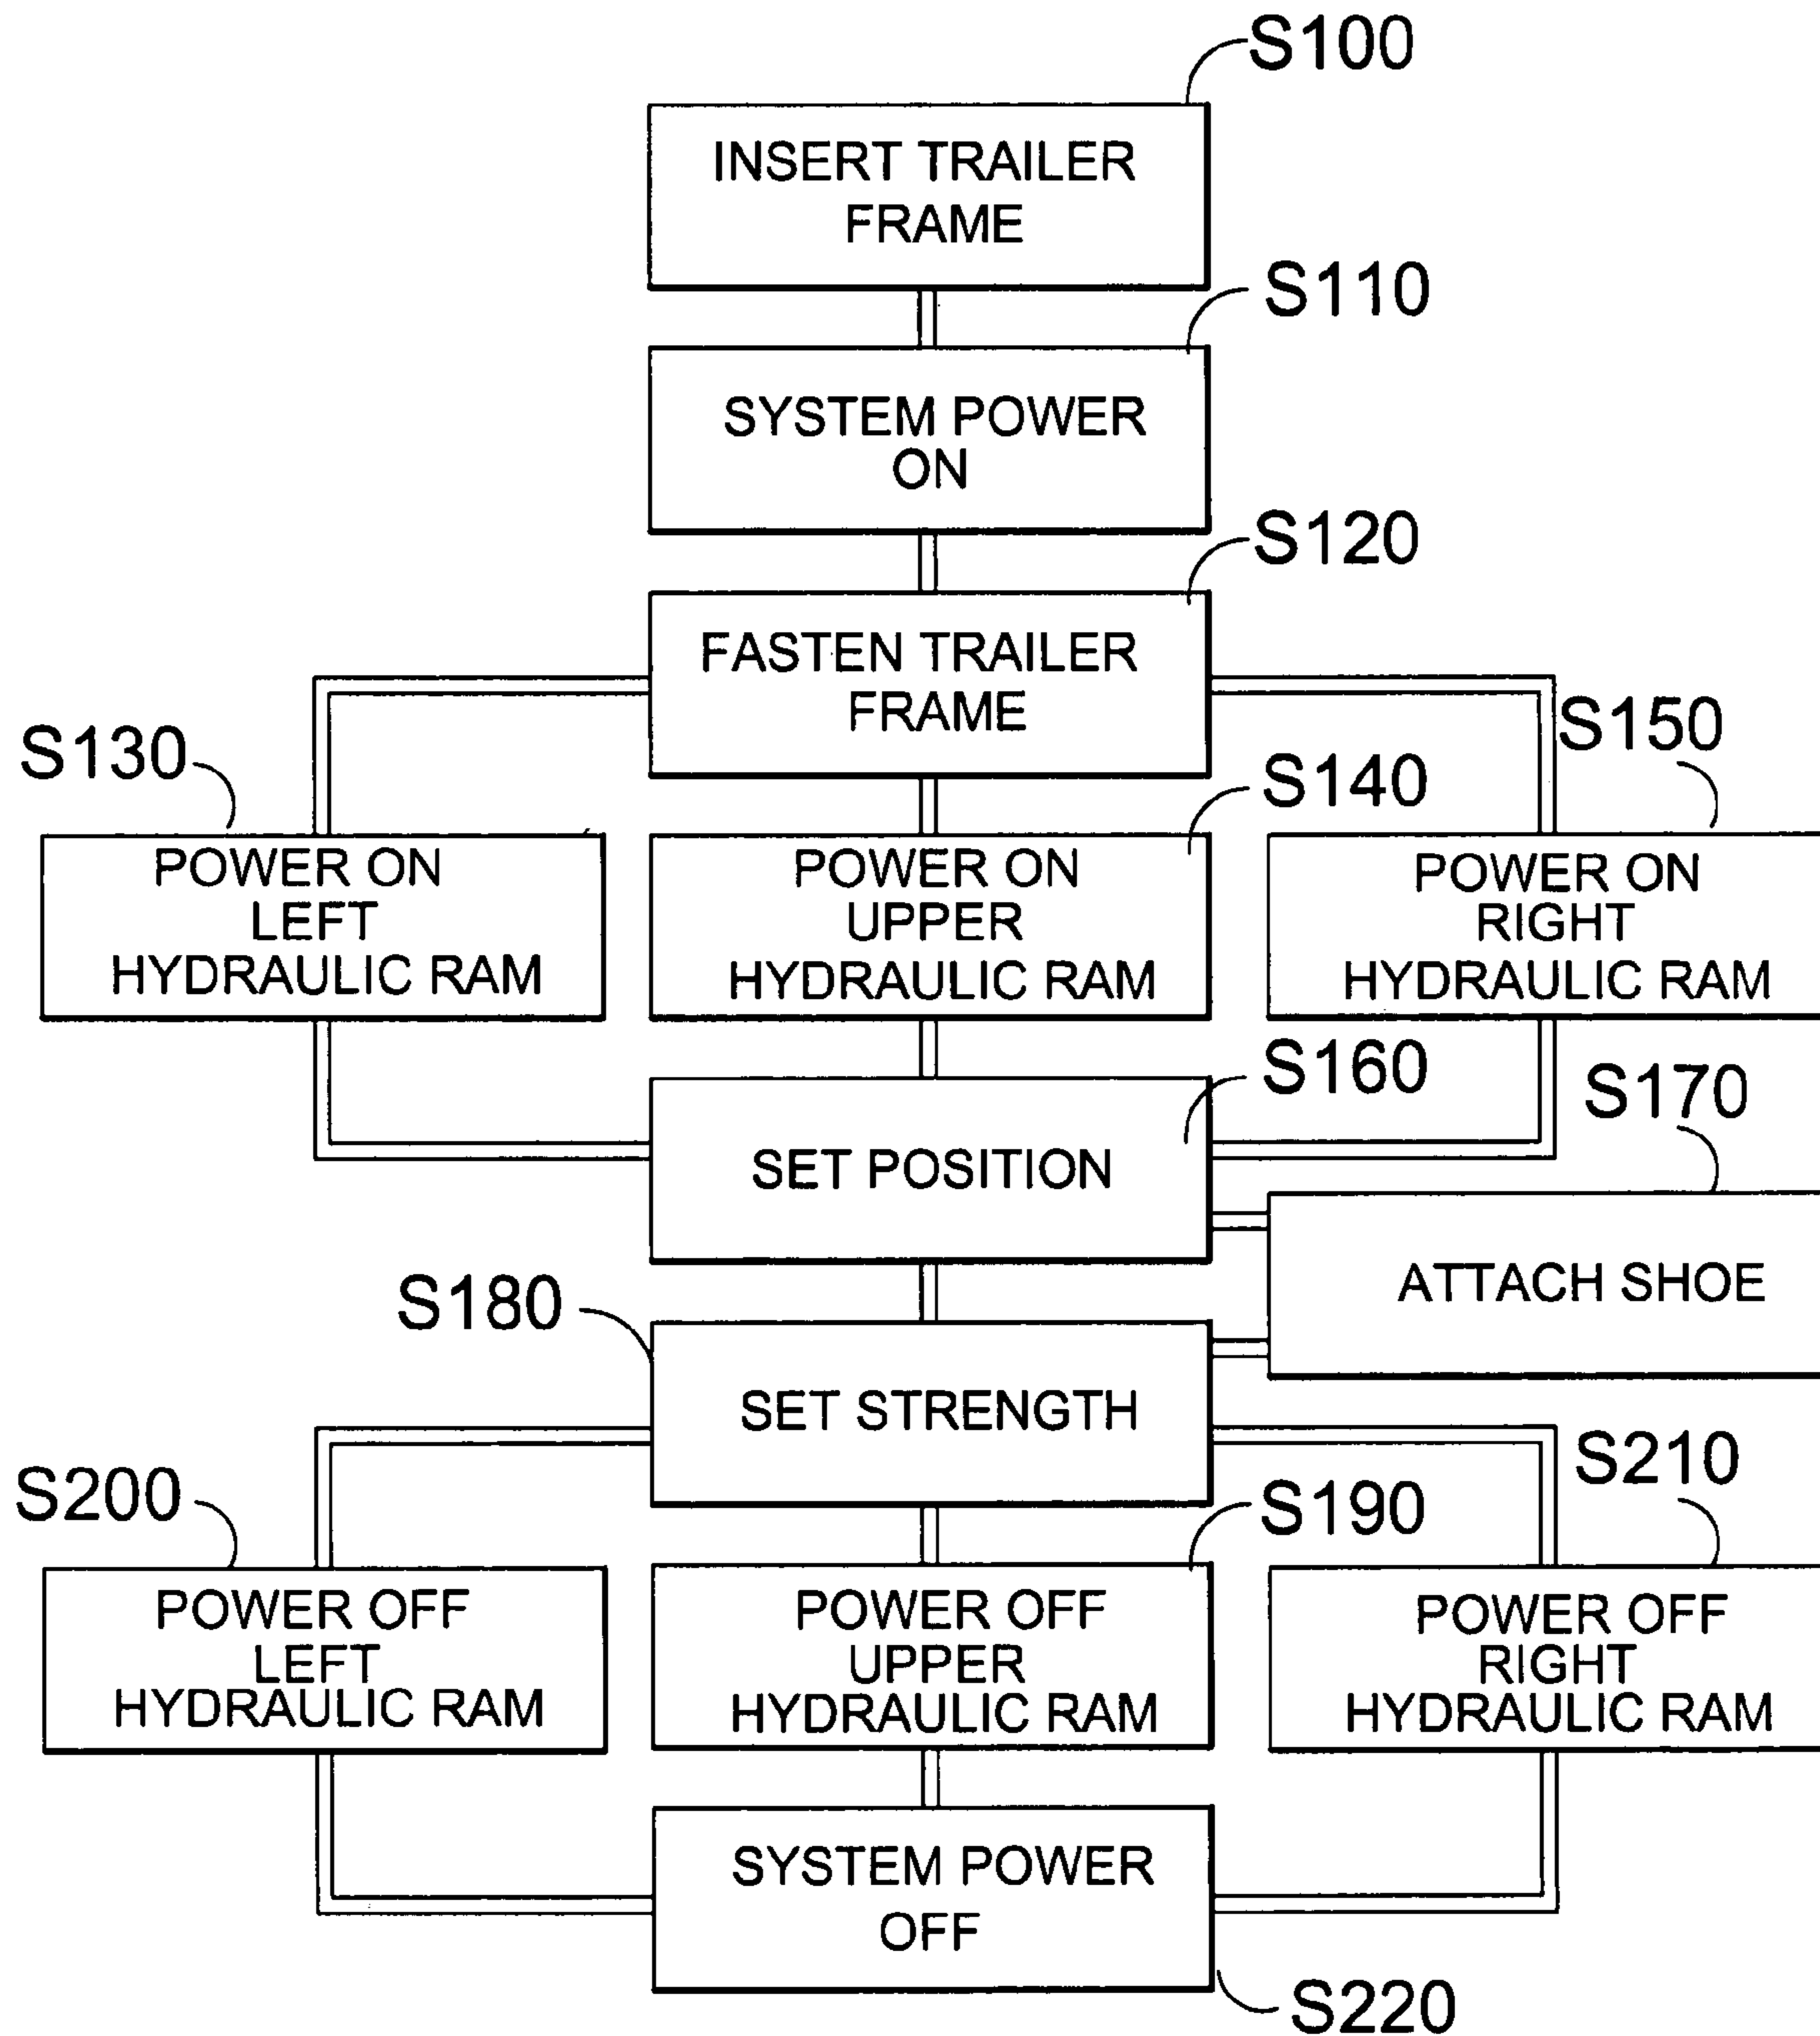 S100
INSERT TRAILER
FRAME
S110
SYSTEM POWER
ON
S120
FASTEN TRAILER
FRAME
S130
POWER ON
LEFT
HYDRAULIC RAM
S140
POWER ON
UPPER
HYDRAULIC RAM
S150
POWER ON
RIGHT
HYDRAULIC RAM
S160
SET POSITION
S170
ATTACH SHOE
S180
SET STRENGTH
S200
POWER OFF
LEFT
HYDRAULIC RAM
S190
POWER OFF
UPPER
HYDRAULIC RAM
S210
POWER OFF
RIGHT
HYDRAULIC RAM
SYSTEM POWER
OFF
S220